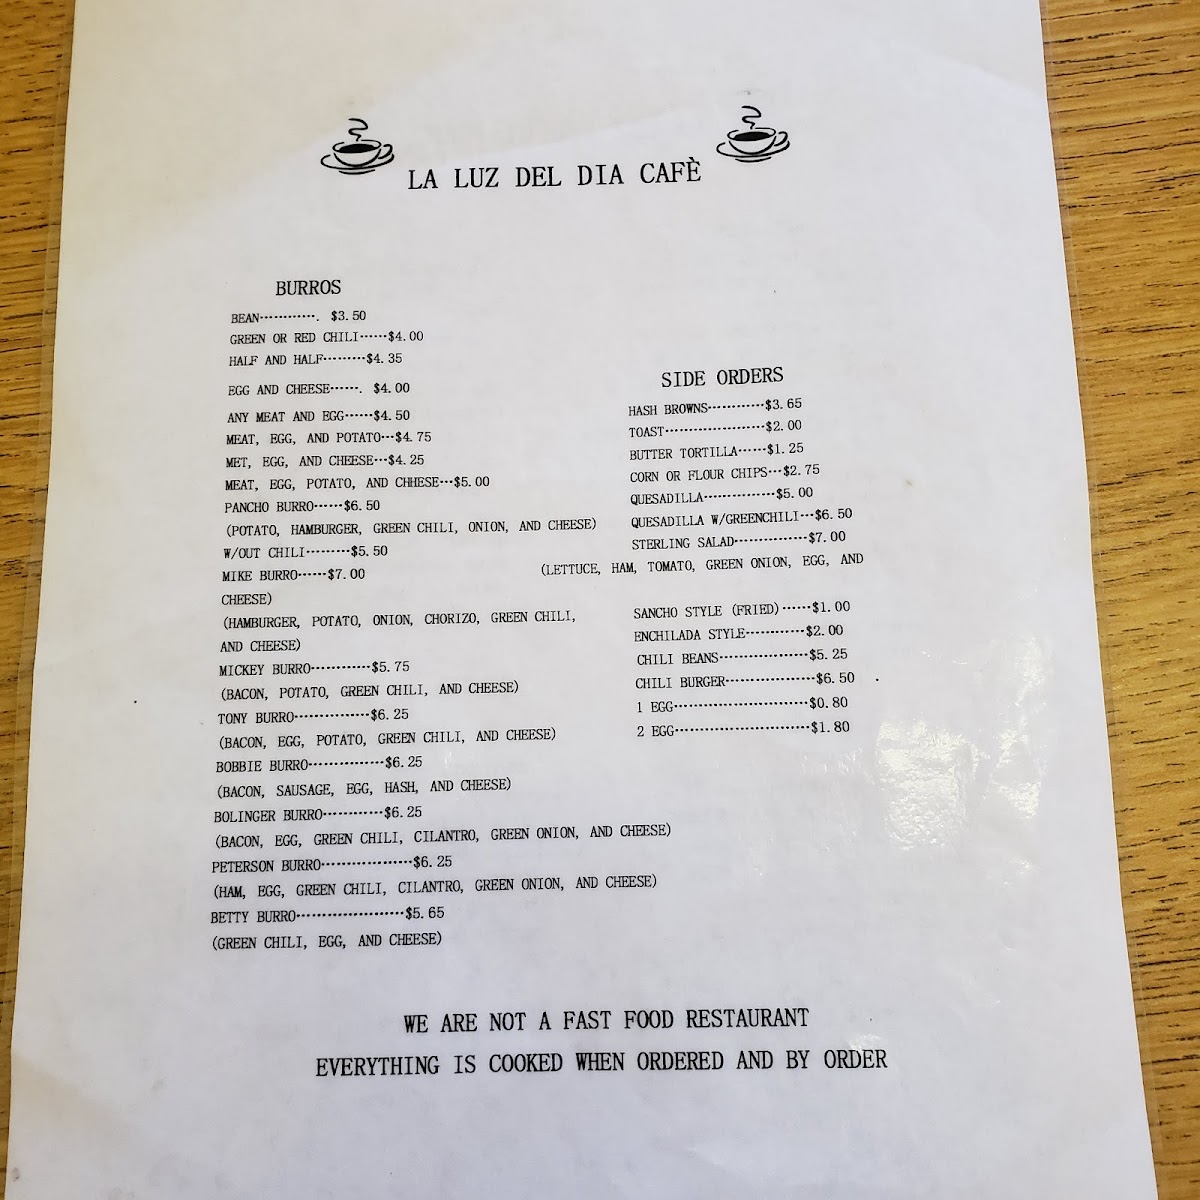 LA LUZ DEL DIA CAFÈ
BURROS
BEAN············. $3.50
GREEN OR RED CHILI······$4.00
HALF AND HALF·········$4.35
EGG AND CHEESE······. $4.00
ANY MEAT AND EGG······$4.50
MEAT, EGG, AND POTATO···$4.75
MET, EGG, AND CHEESE···$4.25
MEAT, EGG, POTATO, AND CHHESE···$5.00
PANCHO BURRO······$6.50
(POTATO, HAMBURGER, GREEN CHILI, ONION, AND CHEESE)
W/OUT CHILI·········$5.50
MIKE BURRO······$7.00
CHEESE)
(HAMBURGER, POTATO, ONION, CHORIZO, GREEN CHILI,
AND CHEESE)
MICKEY BURRO············$5.75
(BACON, POTATO, GREEN CHILI, AND CHEESE)
TONY BURRO···············$6.25
(BACON, EGG, POTATO, GREEN CHILI, AND CHEESE)
BOBBIE BURRO···············$6.25
(BACON, SAUSAGE, EGG, HASH, AND CHEESE)
BOLINGER BURRO············$6.25
(BACON, EGG, GREEN CHILI, CILANTRO, GREEN ONION, AND CHEESE)
PETERSON BURRO··················$6.25
(HAM, EGG, GREEN CHILI, CILANTRO, GREEN ONION, AND CHEESE)
BETTY BURRO·····················$5.65
(GREEN CHILI, EGG, AND CHEESE)
SIDE ORDERS
HASH BROWNS············$3.65
TOAST·····················$2.00
BUTTER TORTILLA······$1.25
CORN OR FLOUR CHIPS···$2.75
QUESADILLA···············$5.00
QUESADILLA W/GREENCHILI···$6.50
STERLING SALAD···············$7.00
(LETTUCE, HAM, TOMATO, GREEN ONION, EGG, AND
SANCHO STYLE (FRIED)······$1.00
ENCHILADA STYLE············$2.00
CHILI BEANS··················$5.25
CHILI BURGER··················$6.50
1 EGG···························$0.80
2 EGG···························$1.80
WE ARE NOT A FAST FOOD RESTAURANT
EVERYTHING IS COOKED WHEN ORDERED AND BY ORDER